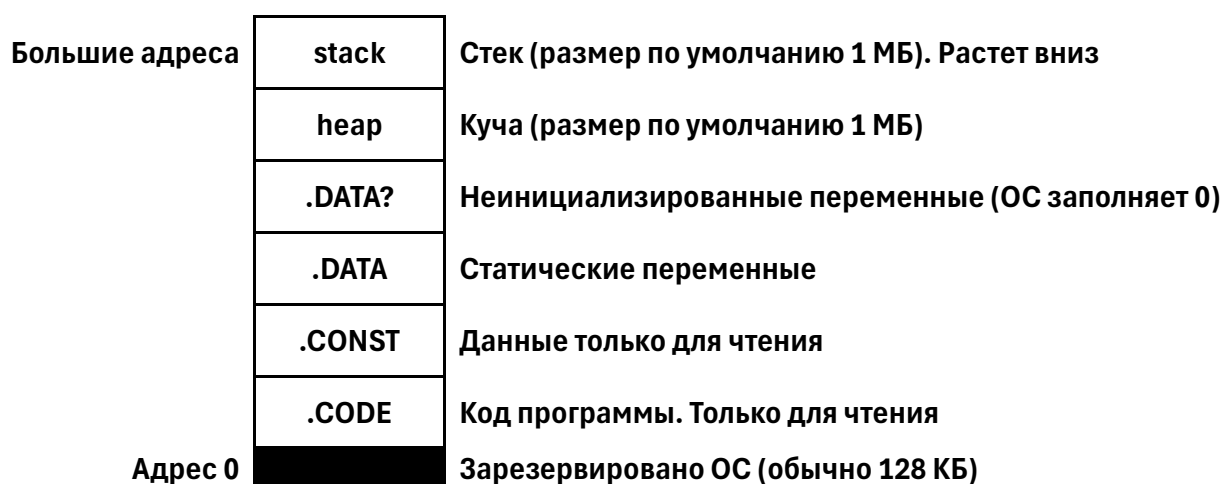 Большие адреса stack Стек (размер по умолчанию 1 МБ). Растет вниз
heap Куча (размер по умолчанию 1 МБ)
.DATA? Неинициализированные переменные (ОС заполняет 0)
.DATA Статические переменные
.CONST Данные только для чтения
.CODE Код программы. Только для чтения
Адрес 0 Зарезервировано ОС (обычно 128 КБ)